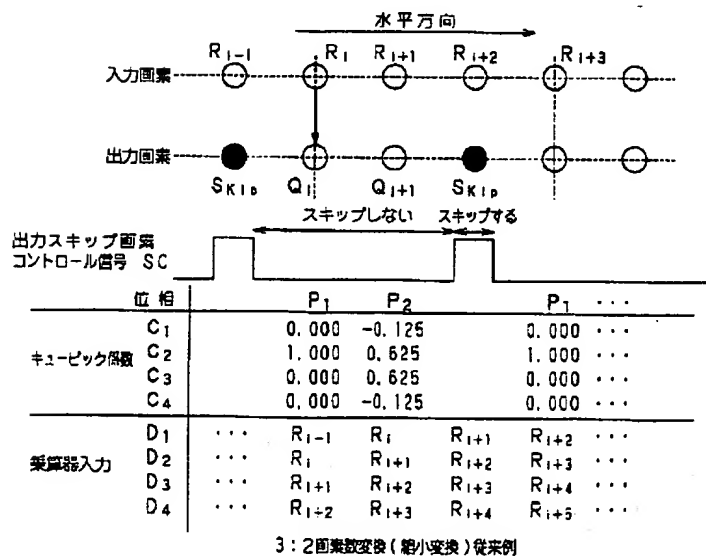 水平方向
R i-1 R i R i+1 R i+2 R i+3
入力画素
出力画素
SKip Q i Q i+1 SKip
スキップしない スキップする
出力スキップ画素
コントロール信号 SC
位相 P1 P2 P1 ...
キュービック係数
C1 0.000 -0.125 0.000 ...
C2 1.000 0.625 1.000 ...
C3 0.000 0.625 0.000 ...
C4 0.000 -0.125 0.000 ...
乗算器入力
D1 ... R i-1 R i R i+1 R i+2 ...
D2 R i R i+1 R i+2 R i+3 ...
D3 R i+1 R i+2 R i+3 R i+4 ...
D4 R i+2 R i+3 R i+4 R i+5 ...
3:2画素数変換(縮小変換)従来例